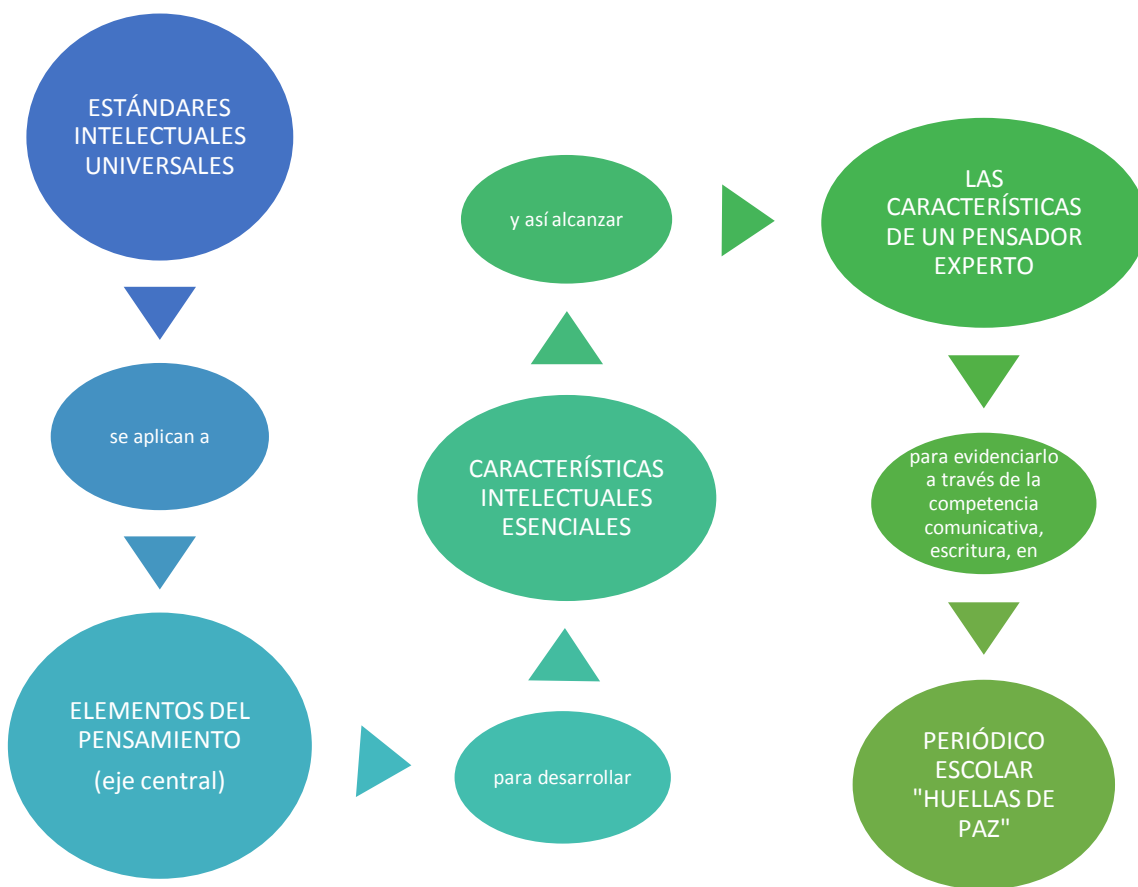 ESTÁNDARES
INTELECTUALES
UNIVERSALES
se aplican a
ELEMENTOS DEL
PENSAMIENTO
(eje central)
para desarrollar
CARACTERÍSTICAS
INTELECTUALES
ESENCIALES
y así alcanzar
LAS
CARACTERÍSTICAS
DE UN PENSADOR
EXPERTO
para evidenciarlo
a través de la
competencia
comunicativa,
escritura, en
PERIÓDICO
ESCOLAR
"HUELLAS DE
PAZ"